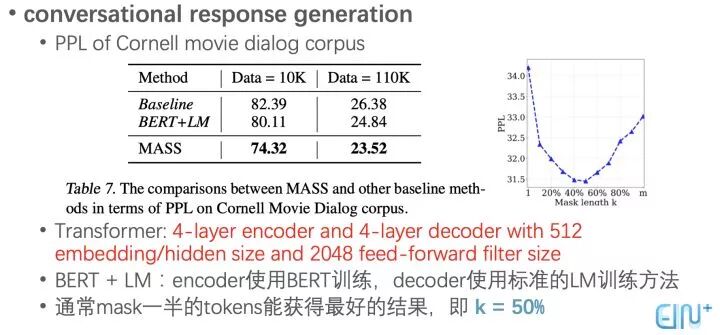 • conversational response generation
• PPL of Cornell movie dialog corpus
Method Data = 10K Data = 110K
Baseline 82.39 26.38
BERT+LM 80.11 24.84
MASS 74.32 23.52
Table 7. The comparisons between MASS and other baseline meth-
ods in terms of PPL on Cornell Movie Dialog corpus.
PPL
34.0
33.5
33.0
32.5
32.0
31.5
1 20% 40% 60% 80% m
Mask length k
• Transformer: 4-layer encoder and 4-layer decoder with 512
embedding/hidden size and 2048 feed-forward filter size
• BERT + LM：encoder使用BERT训练，decoder使用标准的LM训练方法
• 通常mask一半的tokens能获得最好的结果，即 k = 50%
EIN+